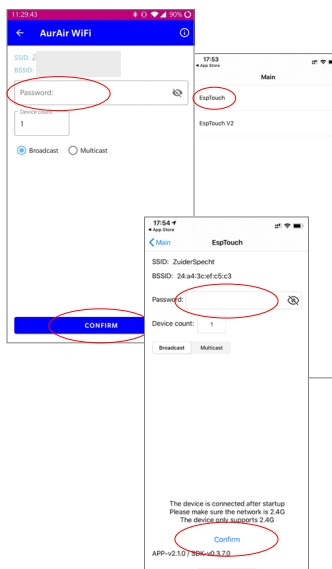 11:29:43
90%
AurAir WiFi
SSID: Z
BSSID:
Password:
Device count:
1
Broadcast
Multicast
CONFIRM
17:53
App Store
Main
EspTouch
EspTouch V2
17:54
App Store
Main
EspTouch
SSID: ZuiderSpecht
BSSID: 24:a4:3c:ef:c5:c3
Password:
Device count:
1
Broadcast
Multicast
The device is connected after startup
Please make sure the network is 2.4G
The device only supports 2.4G
Confirm
APP-v2.1.0 / SDK-v0.3.7.0